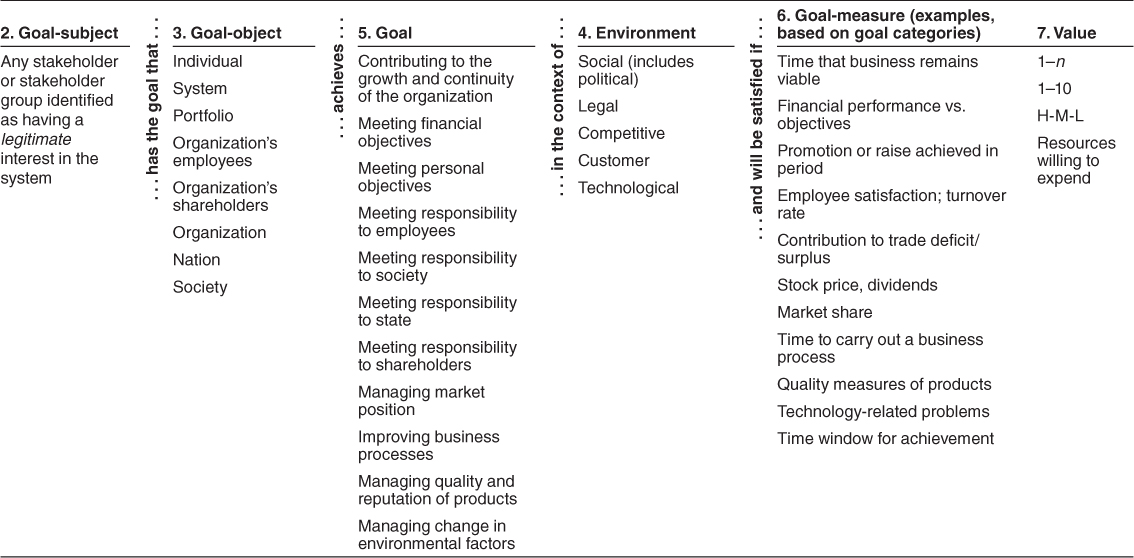 2. Goal-subject
Any stakeholder
or stakeholder
group identified
as having a
legitimate
interest in the
system
. . . has the goal that . . .
3. Goal-object
Individual
System
Portfolio
Organization's
employees
Organization's
shareholders
Organization
Nation
Society
. . . achieves . . .
5. Goal
Contributing to the
growth and continuity
of the organization
Meeting financial
objectives
Meeting personal
objectives
Meeting responsibility
to employees
Meeting responsibility
to society
Meeting responsibility
to state
Meeting responsibility
to shareholders
Managing market
position
Improving business
processes
Managing quality and
reputation of products
Managing change in
environmental factors
. . . in the context of . . .
4. Environment
Social (includes
political)
Legal
Competitive
Customer
Technological
. . . and will be satisfied if . . .
6. Goal-measure (examples,
based on goal categories)
Time that business remains
viable
Financial performance vs.
objectives
Promotion or raise achieved in
period
Employee satisfaction; turnover
rate
Contribution to trade deficit/
surplus
Stock price, dividends
Market share
Time to carry out a business
process
Quality measures of products
Technology-related problems
Time window for achievement
7. Value
1–n
1–10
H-M-L
Resources
willing to
expend